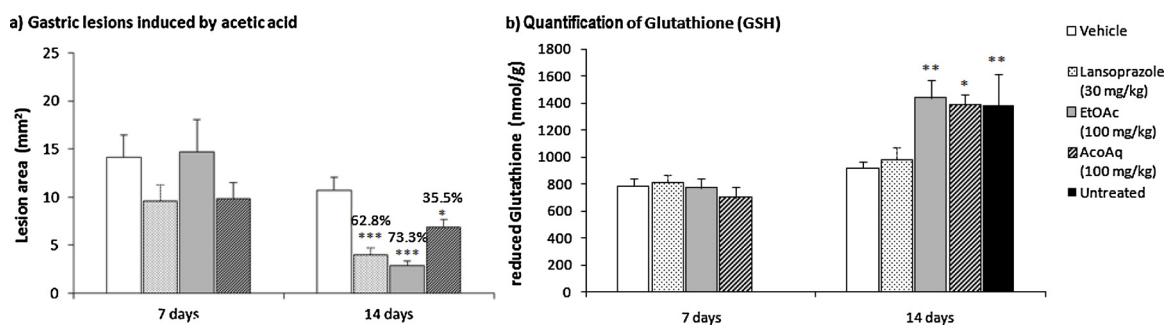 a) Gastric lesions induced by acetic acid
Lesion area (mm²)
25
20
15
10
5
0
62.8%
***
73.3%
***
35.5%
*
7 days
14 days
b) Quantification of Glutathione (GSH)
reduced Glutathione (nmol/g)
1800
1600
1400
1200
1000
800
600
400
200
0
**
*
**
7 days
14 days
Vehicle
Lansoprazole
(30 mg/kg)
EtOAc
(100 mg/kg)
AcoAq
(100 mg/kg)
Untreated